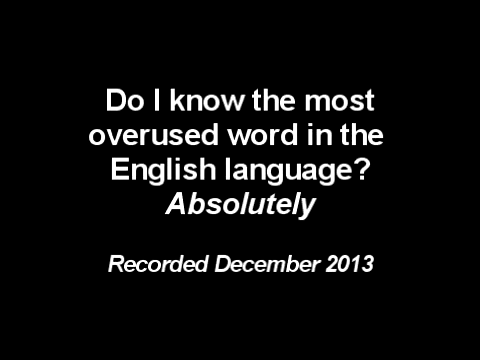 Do I know the most
overused word in the
English language?
Absolutely
Recorded December 2013